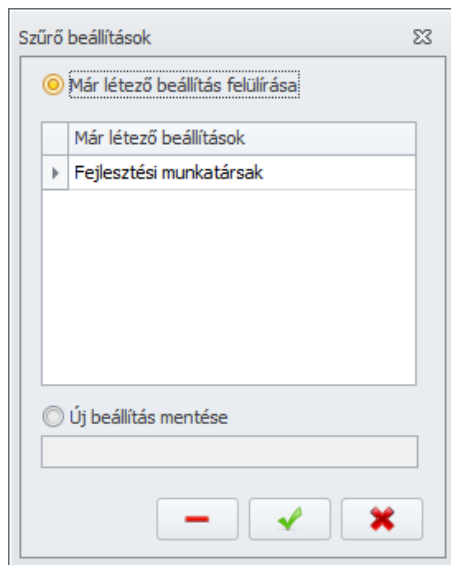 Szűrő beállítások
Már létező beállítás felülírása
Már létező beállítások
Fejlesztési munkatársak
Új beállítás mentése